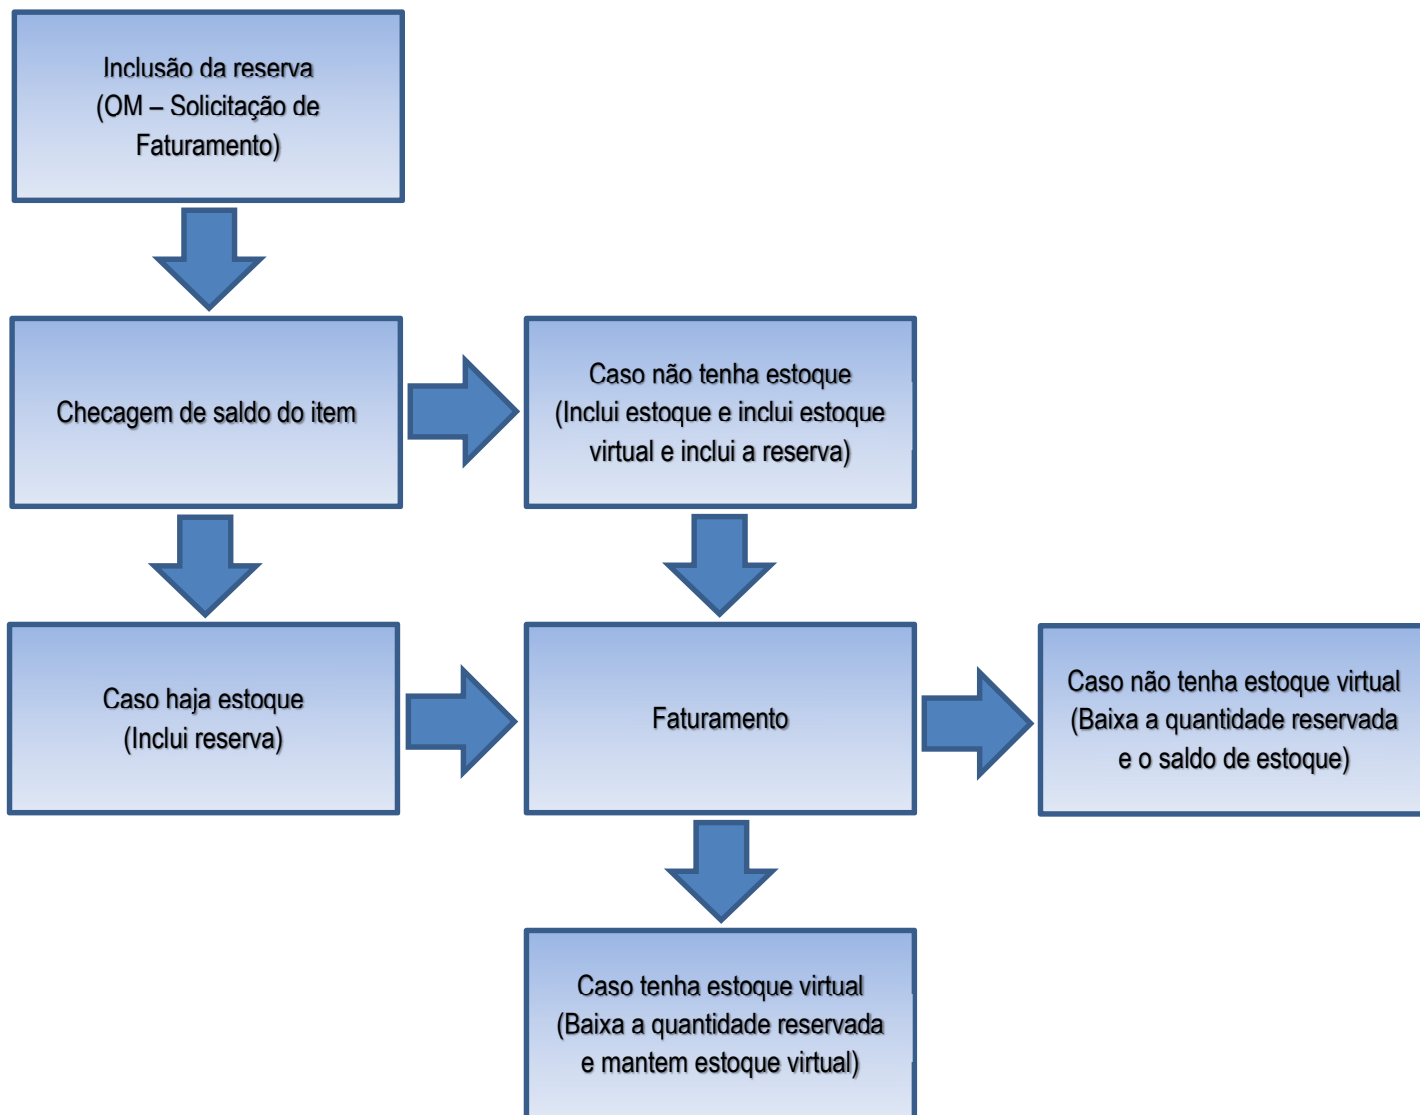 Inclusão da reserva
(OM – Solicitação de
Faturamento)
Checagem de saldo do item
Caso não tenha estoque
(Inclui estoque e inclui estoque
virtual e inclui a reserva)
Caso haja estoque
(Inclui reserva)
Faturamento
Caso não tenha estoque virtual
(Baixa a quantidade reservada
e o saldo de estoque)
Caso tenha estoque virtual
(Baixa a quantidade reservada
e mantem estoque virtual)